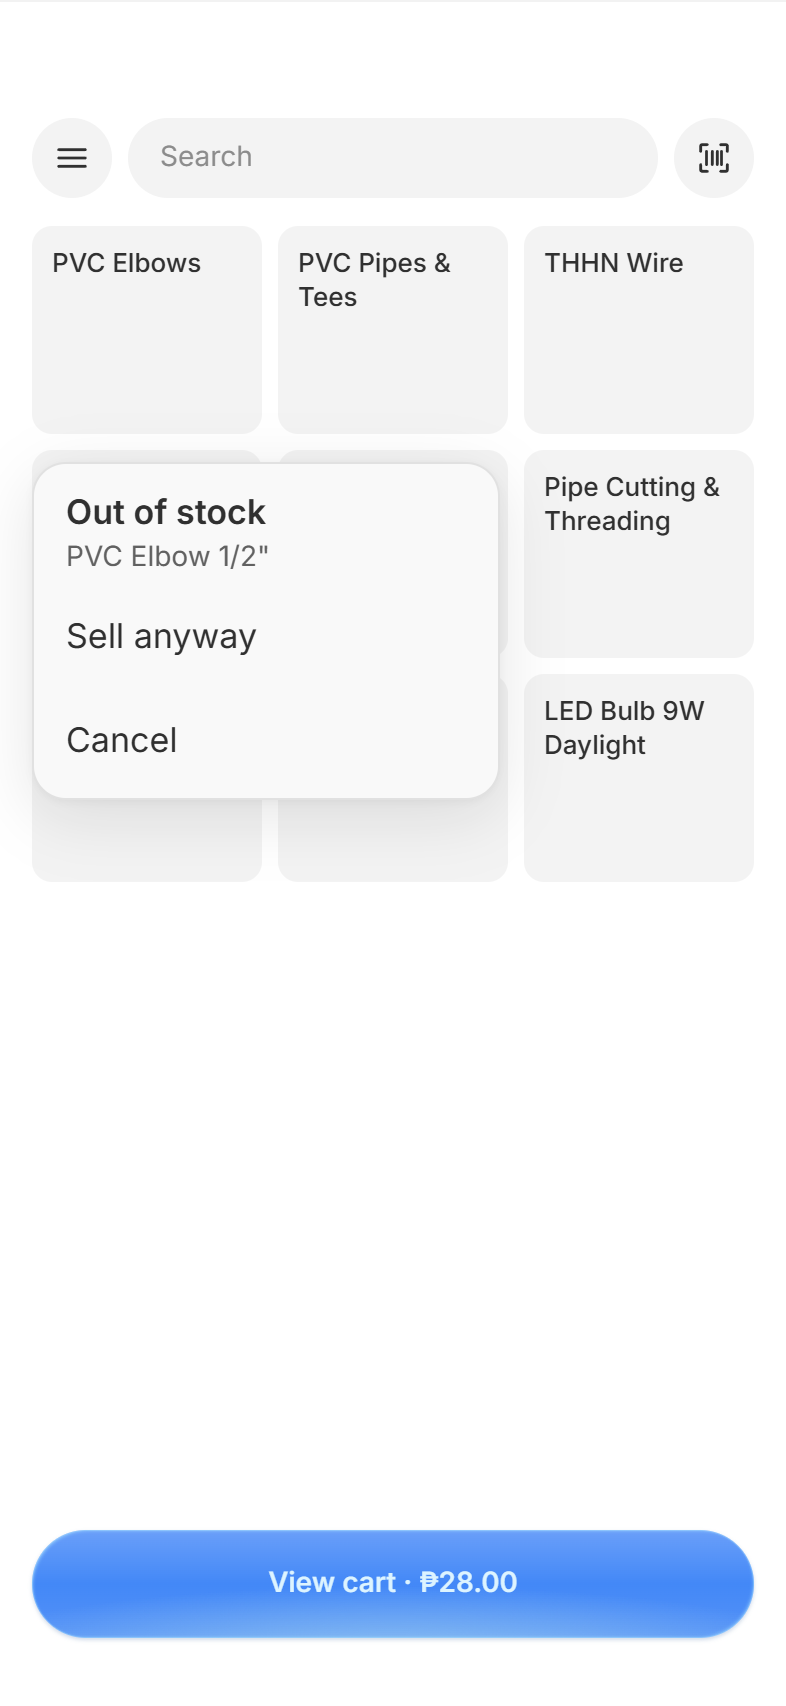 Search
PVC Elbows
PVC Pipes &
Tees
THHN Wire
Out of stock
PVC Elbow 1/2"
Sell anyway
Cancel
Pipe Cutting &
Threading
LED Bulb 9W
Daylight
View cart · ₱28.00